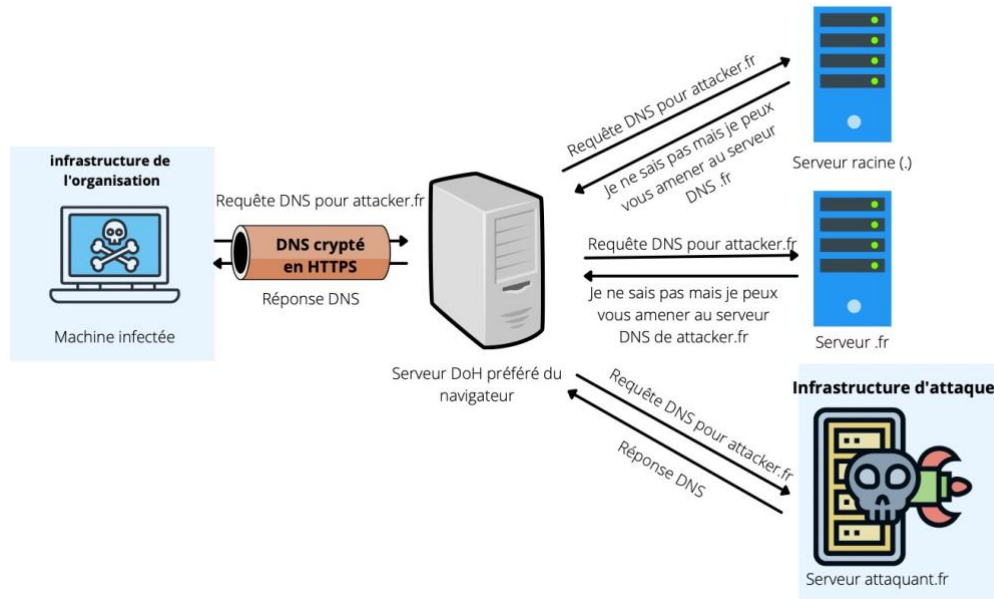 infrastructure de
l'organisation
Machine infectée
Requête DNS pour attacker.fr
DNS crypté
en HTTPS
Réponse DNS
Serveur DoH préféré du
navigateur
Requête DNS pour attacker.fr
Je ne sais pas mais je peux
vous amener au serveur
DNS .fr
Serveur racine (.)
Requête DNS pour attacker.fr
Je ne sais pas mais je peux
vous amener au serveur
DNS de attacker.fr
Serveur .fr
Requête DNS pour attacker.fr
Réponse DNS
Infrastructure d'attaque
Serveur attaquant.fr